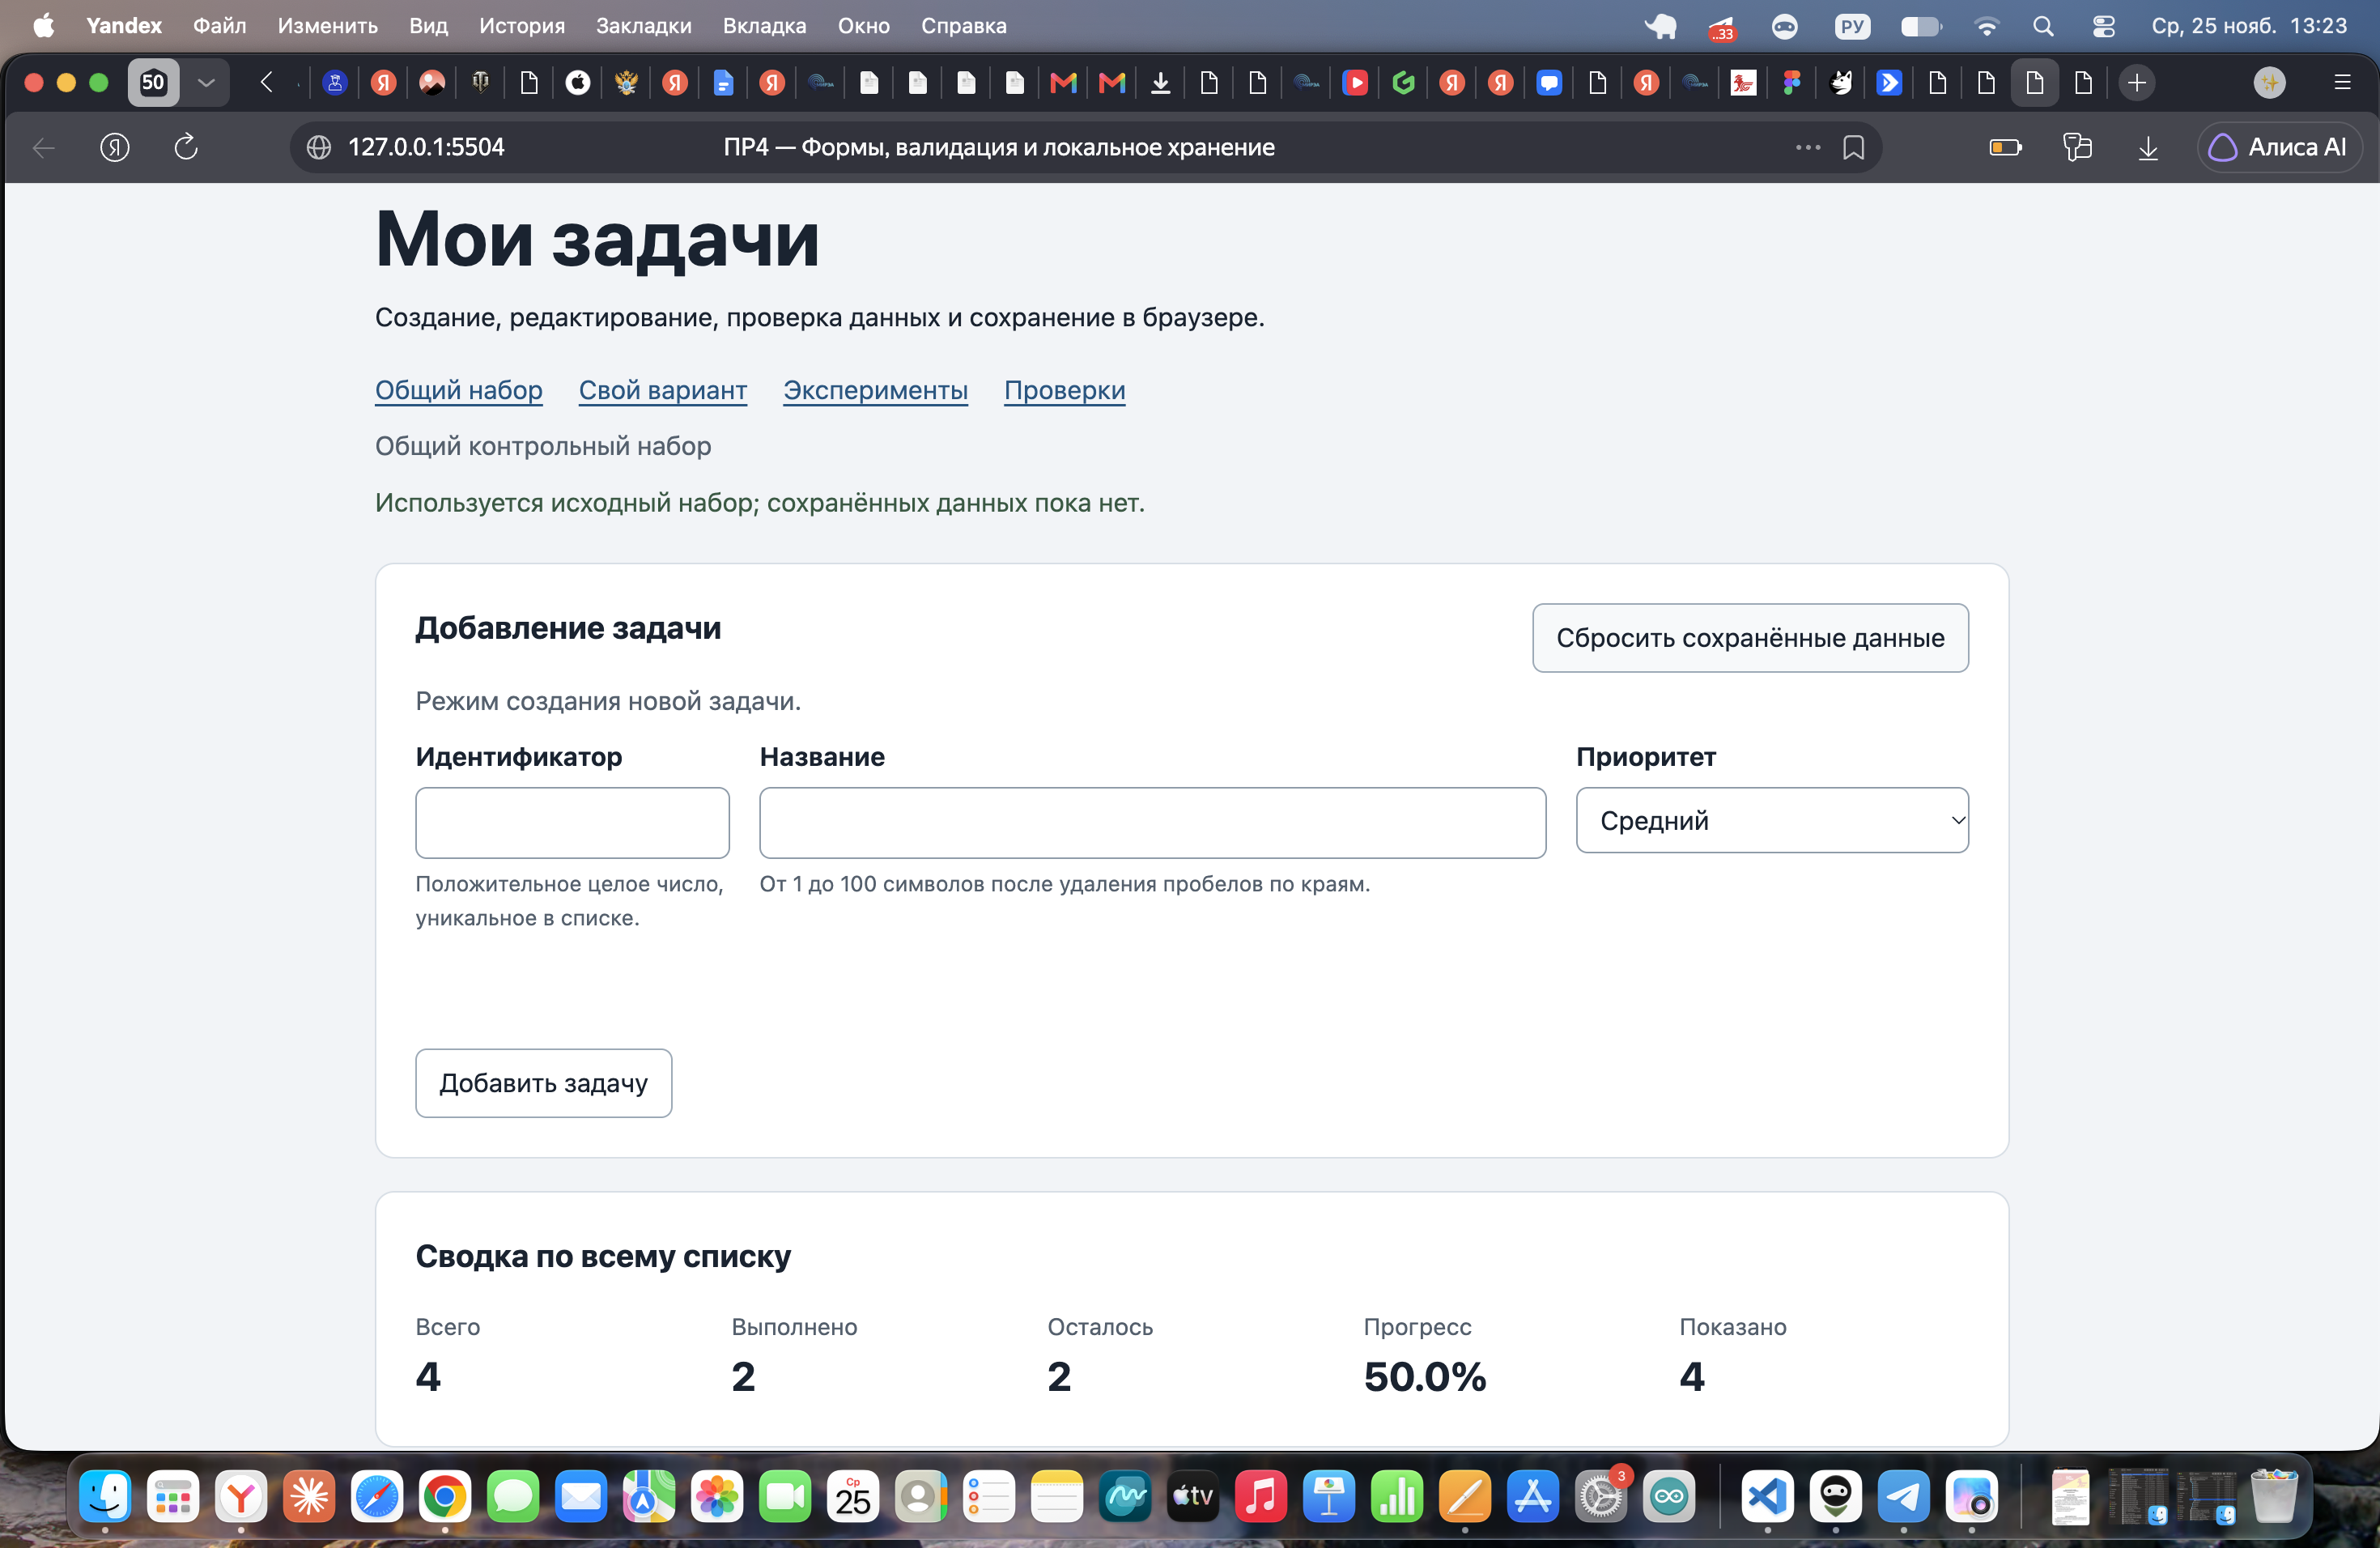 Yandex Файл Изменить Вид История Закладки Вкладка Окно Справка ..33 РУ Ср, 25 нояб. 13:23
50
127.0.0.1:5504 ПР4 — Формы, валидация и локальное хранение Алиса AI
Мои задачи
Создание, редактирование, проверка данных и сохранение в браузере.
Общий набор Свой вариант Эксперименты Проверки
Общий контрольный набор
Используется исходный набор; сохранённых данных пока нет.
Добавление задачи
Сбросить сохранённые данные
Режим создания новой задачи.
Идентификатор Название Приоритет
Средний
Положительное целое число, От 1 до 100 символов после удаления пробелов по краям.
уникальное в списке.
Добавить задачу
Сводка по всему списку
Всего Выполнено Осталось Прогресс Показано
4 2 2 50.0% 4
Ср
25
tv
3